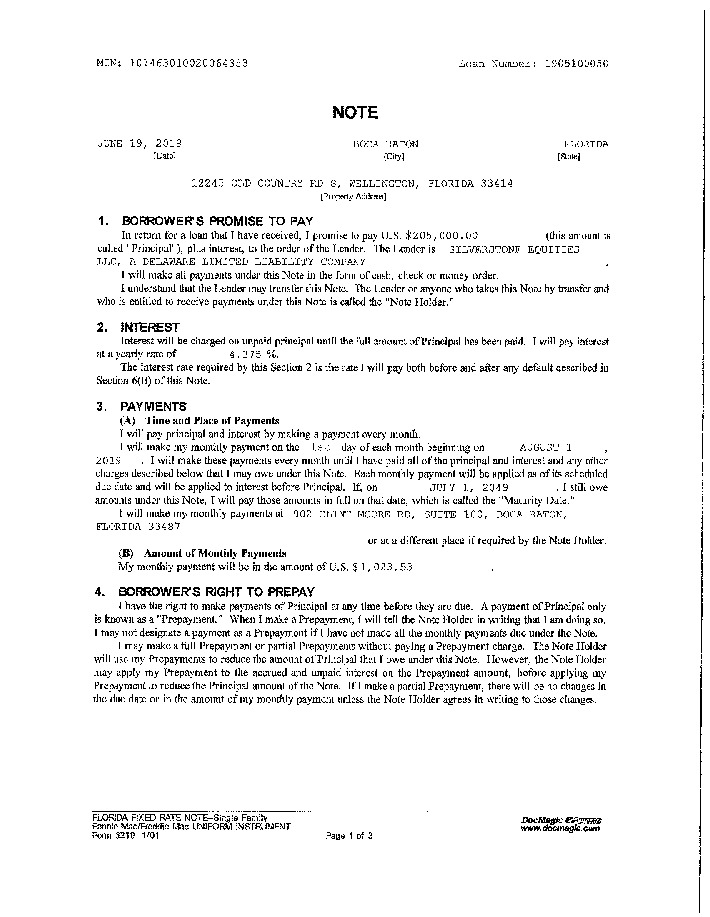 MIN: Loan Number: 1905100050
NOTE
JUNE 19, 2019 BOCA RATON FLORIDA
[Date] [City] [State]
COUNTRY RD S, WELLINGTON, FLORIDA 33414
[Property Address]
1. BORROWER'S PROMISE TO PAY
In return for a loan that I have received, I promise to pay U.S. $205,000.00 (this amount is
called "Principal"), plus interest, to the order of the Lender. The Lender is SILVERSTONE EQUITIES
LLC, A DELAWARE LIMITED LIABILITY COMPANY .
I will make all payments under this Note in the form of cash, check or money order.
I understand that the Lender may transfer this Note. The Lender or anyone who takes this Note by transfer and
who is entitled to receive payments under this Note is called the "Note Holder."
2. INTEREST
Interest will be charged on unpaid principal until the full amount of Principal has been paid. I will pay interest
at a yearly rate of %.
The interest rate required by this Section 2 is the rate I will pay both before and after any default described in
Section 6(B) of this Note.
3. PAYMENTS
(A) Time and Place of Payments
I will pay principal and interest by making a payment every month.
I will make my monthly payment on the 1st day of each month beginning on AUGUST 1 ,
2019 . I will make these payments every month until I have paid all of the principal and interest and any other
charges described below that I may owe under this Note. Each monthly payment will be applied as of its scheduled
due date and will be applied to interest before Principal. If, on JULY 1, 2049 , I still owe
amounts under this Note, I will pay those amounts in full on that date, which is called the "Maturity Date."
I will make my monthly payments at 902 CLINT MOORE RD, SUITE 100, BOCA RATON,
FLORIDA 33487
or at a different place if required by the Note Holder.
(B) Amount of Monthly Payments
My monthly payment will be in the amount of U.S. $1,023.53 .
4. BORROWER'S RIGHT TO PREPAY
I have the right to make payments of Principal at any time before they are due. A payment of Principal only
is known as a "Prepayment." When I make a Prepayment, I will tell the Note Holder in writing that I am doing so.
I may not designate a payment as a Prepayment if I have not made all the monthly payments due under the Note.
I may make a full Prepayment or partial Prepayments without paying a Prepayment charge. The Note Holder
will use my Prepayments to reduce the amount of Principal that I owe under this Note. However, the Note Holder
may apply my Prepayment to the accrued and unpaid interest on the Prepayment amount, before applying my
Prepayment to reduce the Principal amount of the Note. If I make a partial Prepayment, there will be no changes in
the due date or in the amount of my monthly payment unless the Note Holder agrees in writing to those changes.
FLORIDA FIXED RATE NOTE--Single Family
Fannie Mae/Freddie Mac UNIFORM INSTRUMENT
Form 3210 1/01 Page 1 of 3
DocMagic
www.docmagic.com